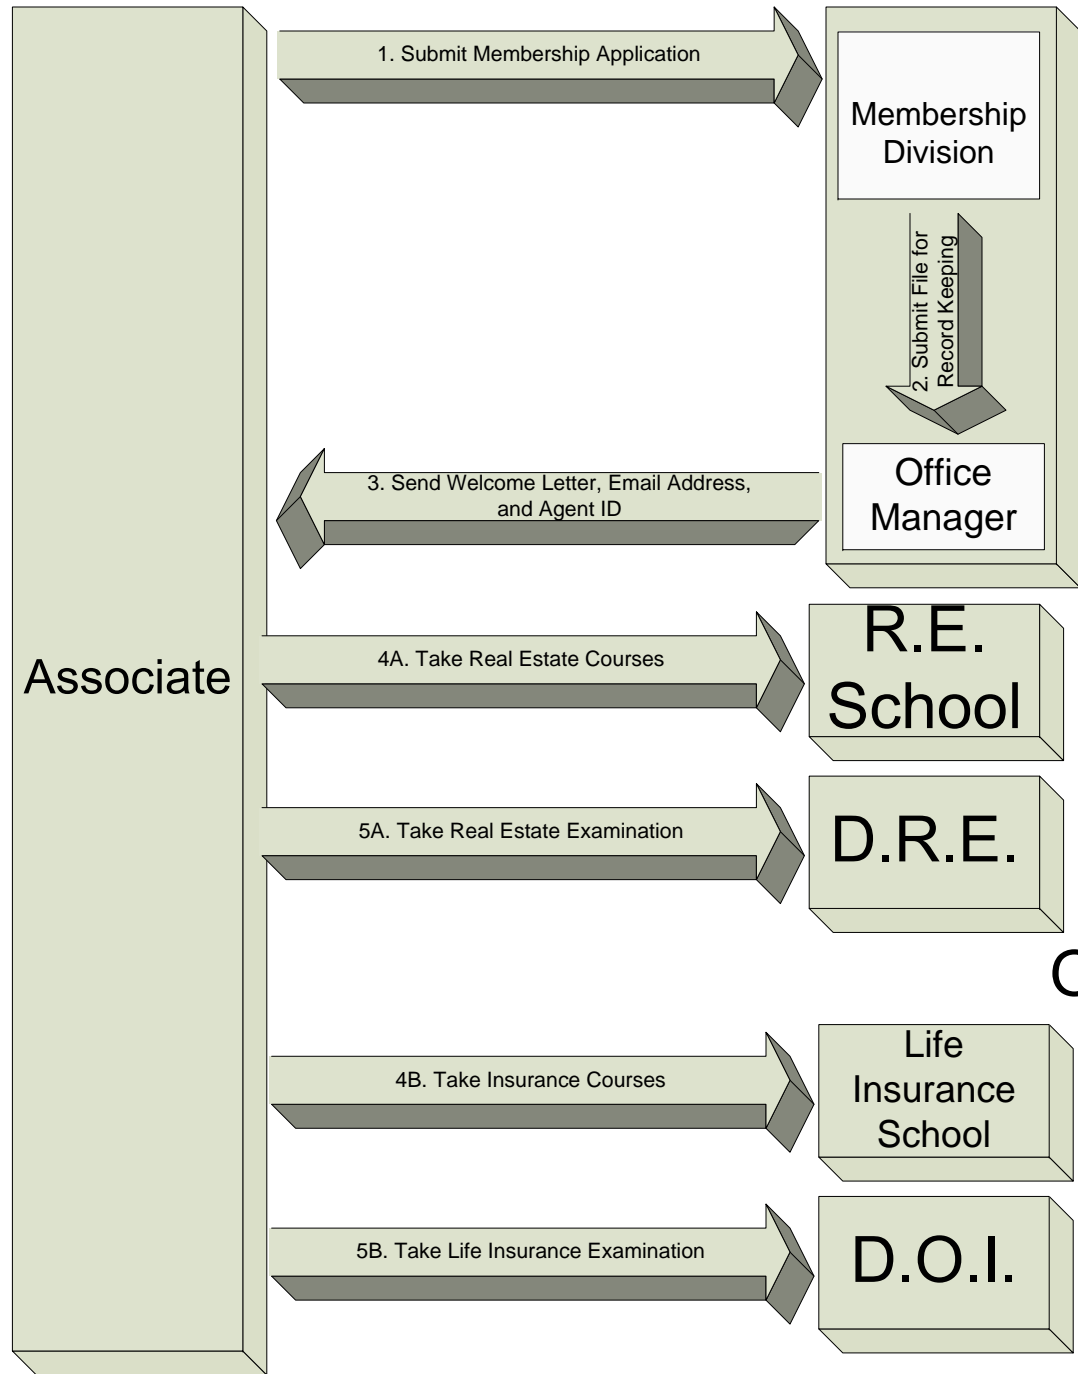 1. Submit Membership Application
Membership
Division
2. Submit File for
Record Keeping
Office
Manager
3. Send Welcome Letter, Email Address,
and Agent ID
Associate
4A. Take Real Estate Courses
R.E.
School
5A. Take Real Estate Examination
D.R.E.
4B. Take Insurance Courses
Life
Insurance
School
5B. Take Life Insurance Examination
D.O.I.